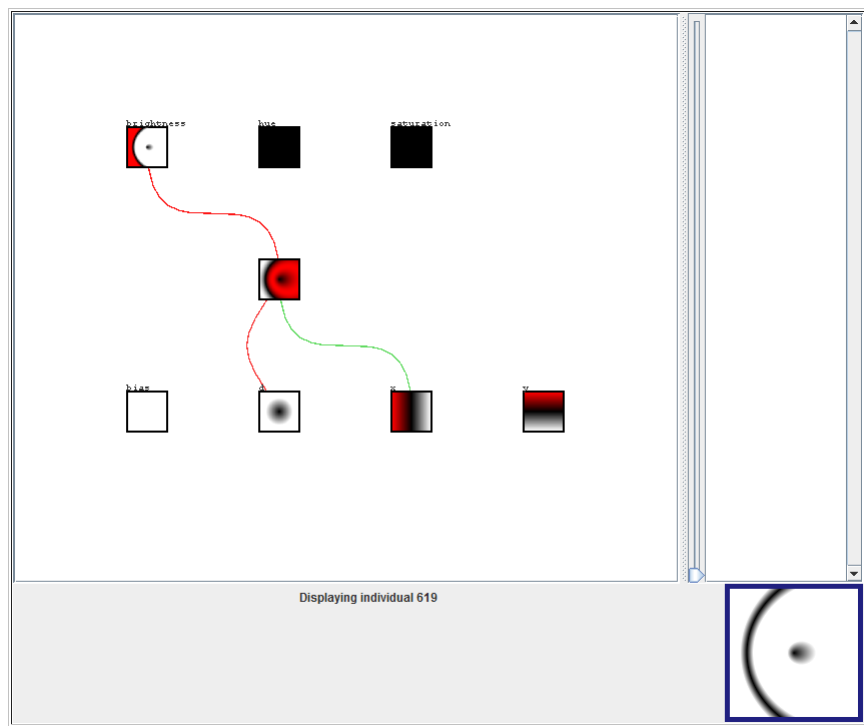 brightness hue saturation
bias d x y
Displaying individual 619